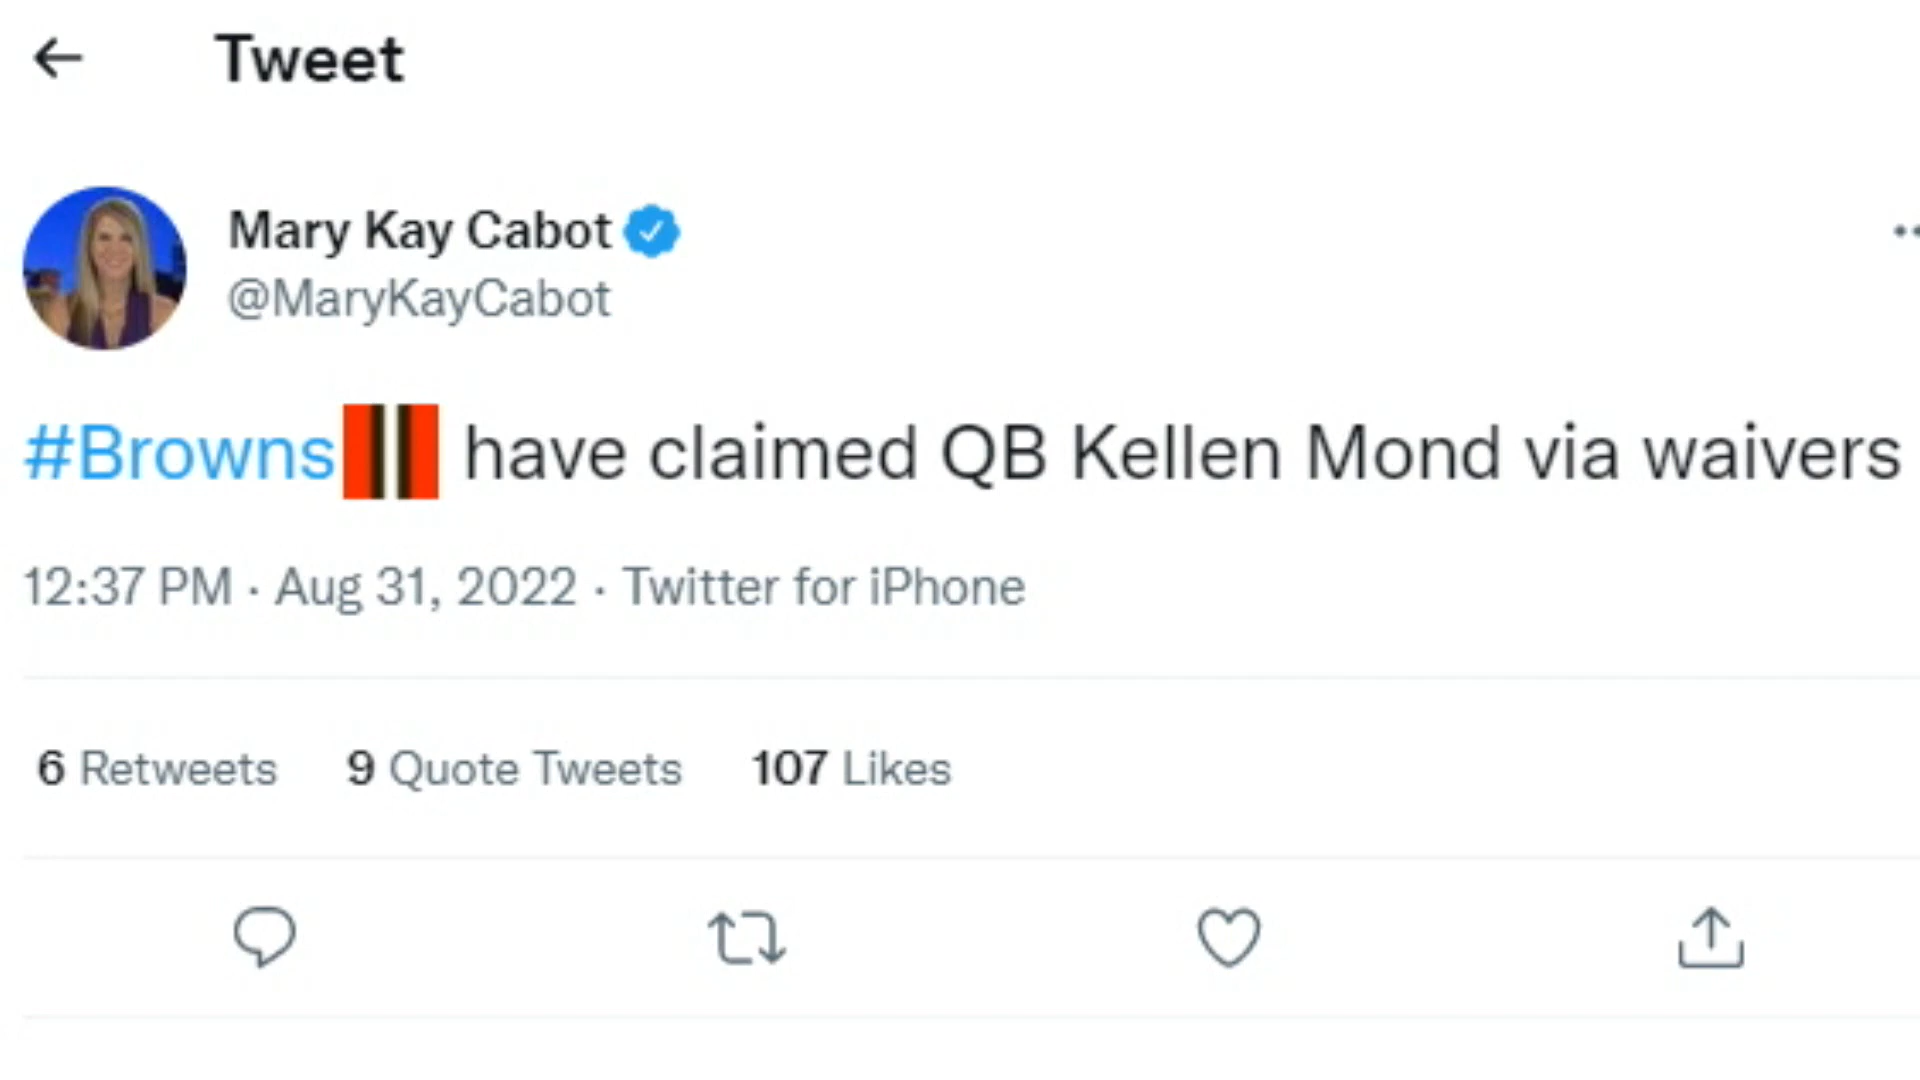 Tweet
Mary Kay Cabot
@MaryKayCabot
#Browns have claimed QB Kellen Mond via waivers
12:37 PM · Aug 31, 2022 · Twitter for iPhone
6 Retweets 9 Quote Tweets 107 Likes